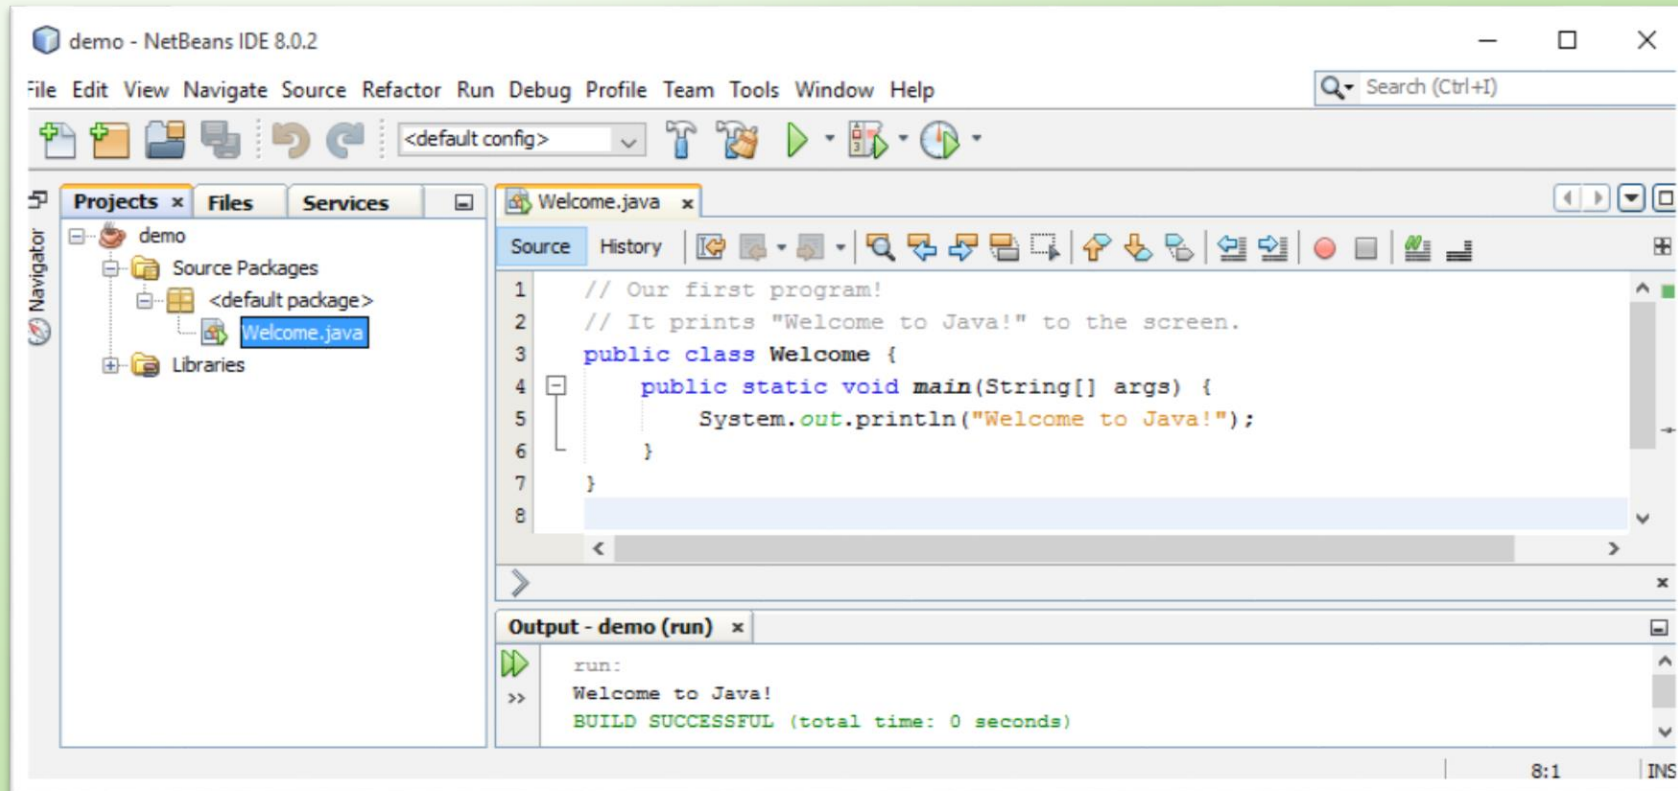 demo - NetBeans IDE 8.0.2
File Edit View Navigate Source Refactor Run Debug Profile Team Tools Window Help
Search (Ctrl+I)
<default config>
Projects Files Services
Navigator
demo
Source Packages
<default package>
Welcome.java
Libraries
Welcome.java
Source History
1 // Our first program!
2 // It prints "Welcome to Java!" to the screen.
3 public class Welcome {
4 public static void main(String[] args) {
5 System.out.println("Welcome to Java!");
6 }
7 }
8
Output - demo (run)
run:
Welcome to Java!
BUILD SUCCESSFUL (total time: 0 seconds)
8:1 INS